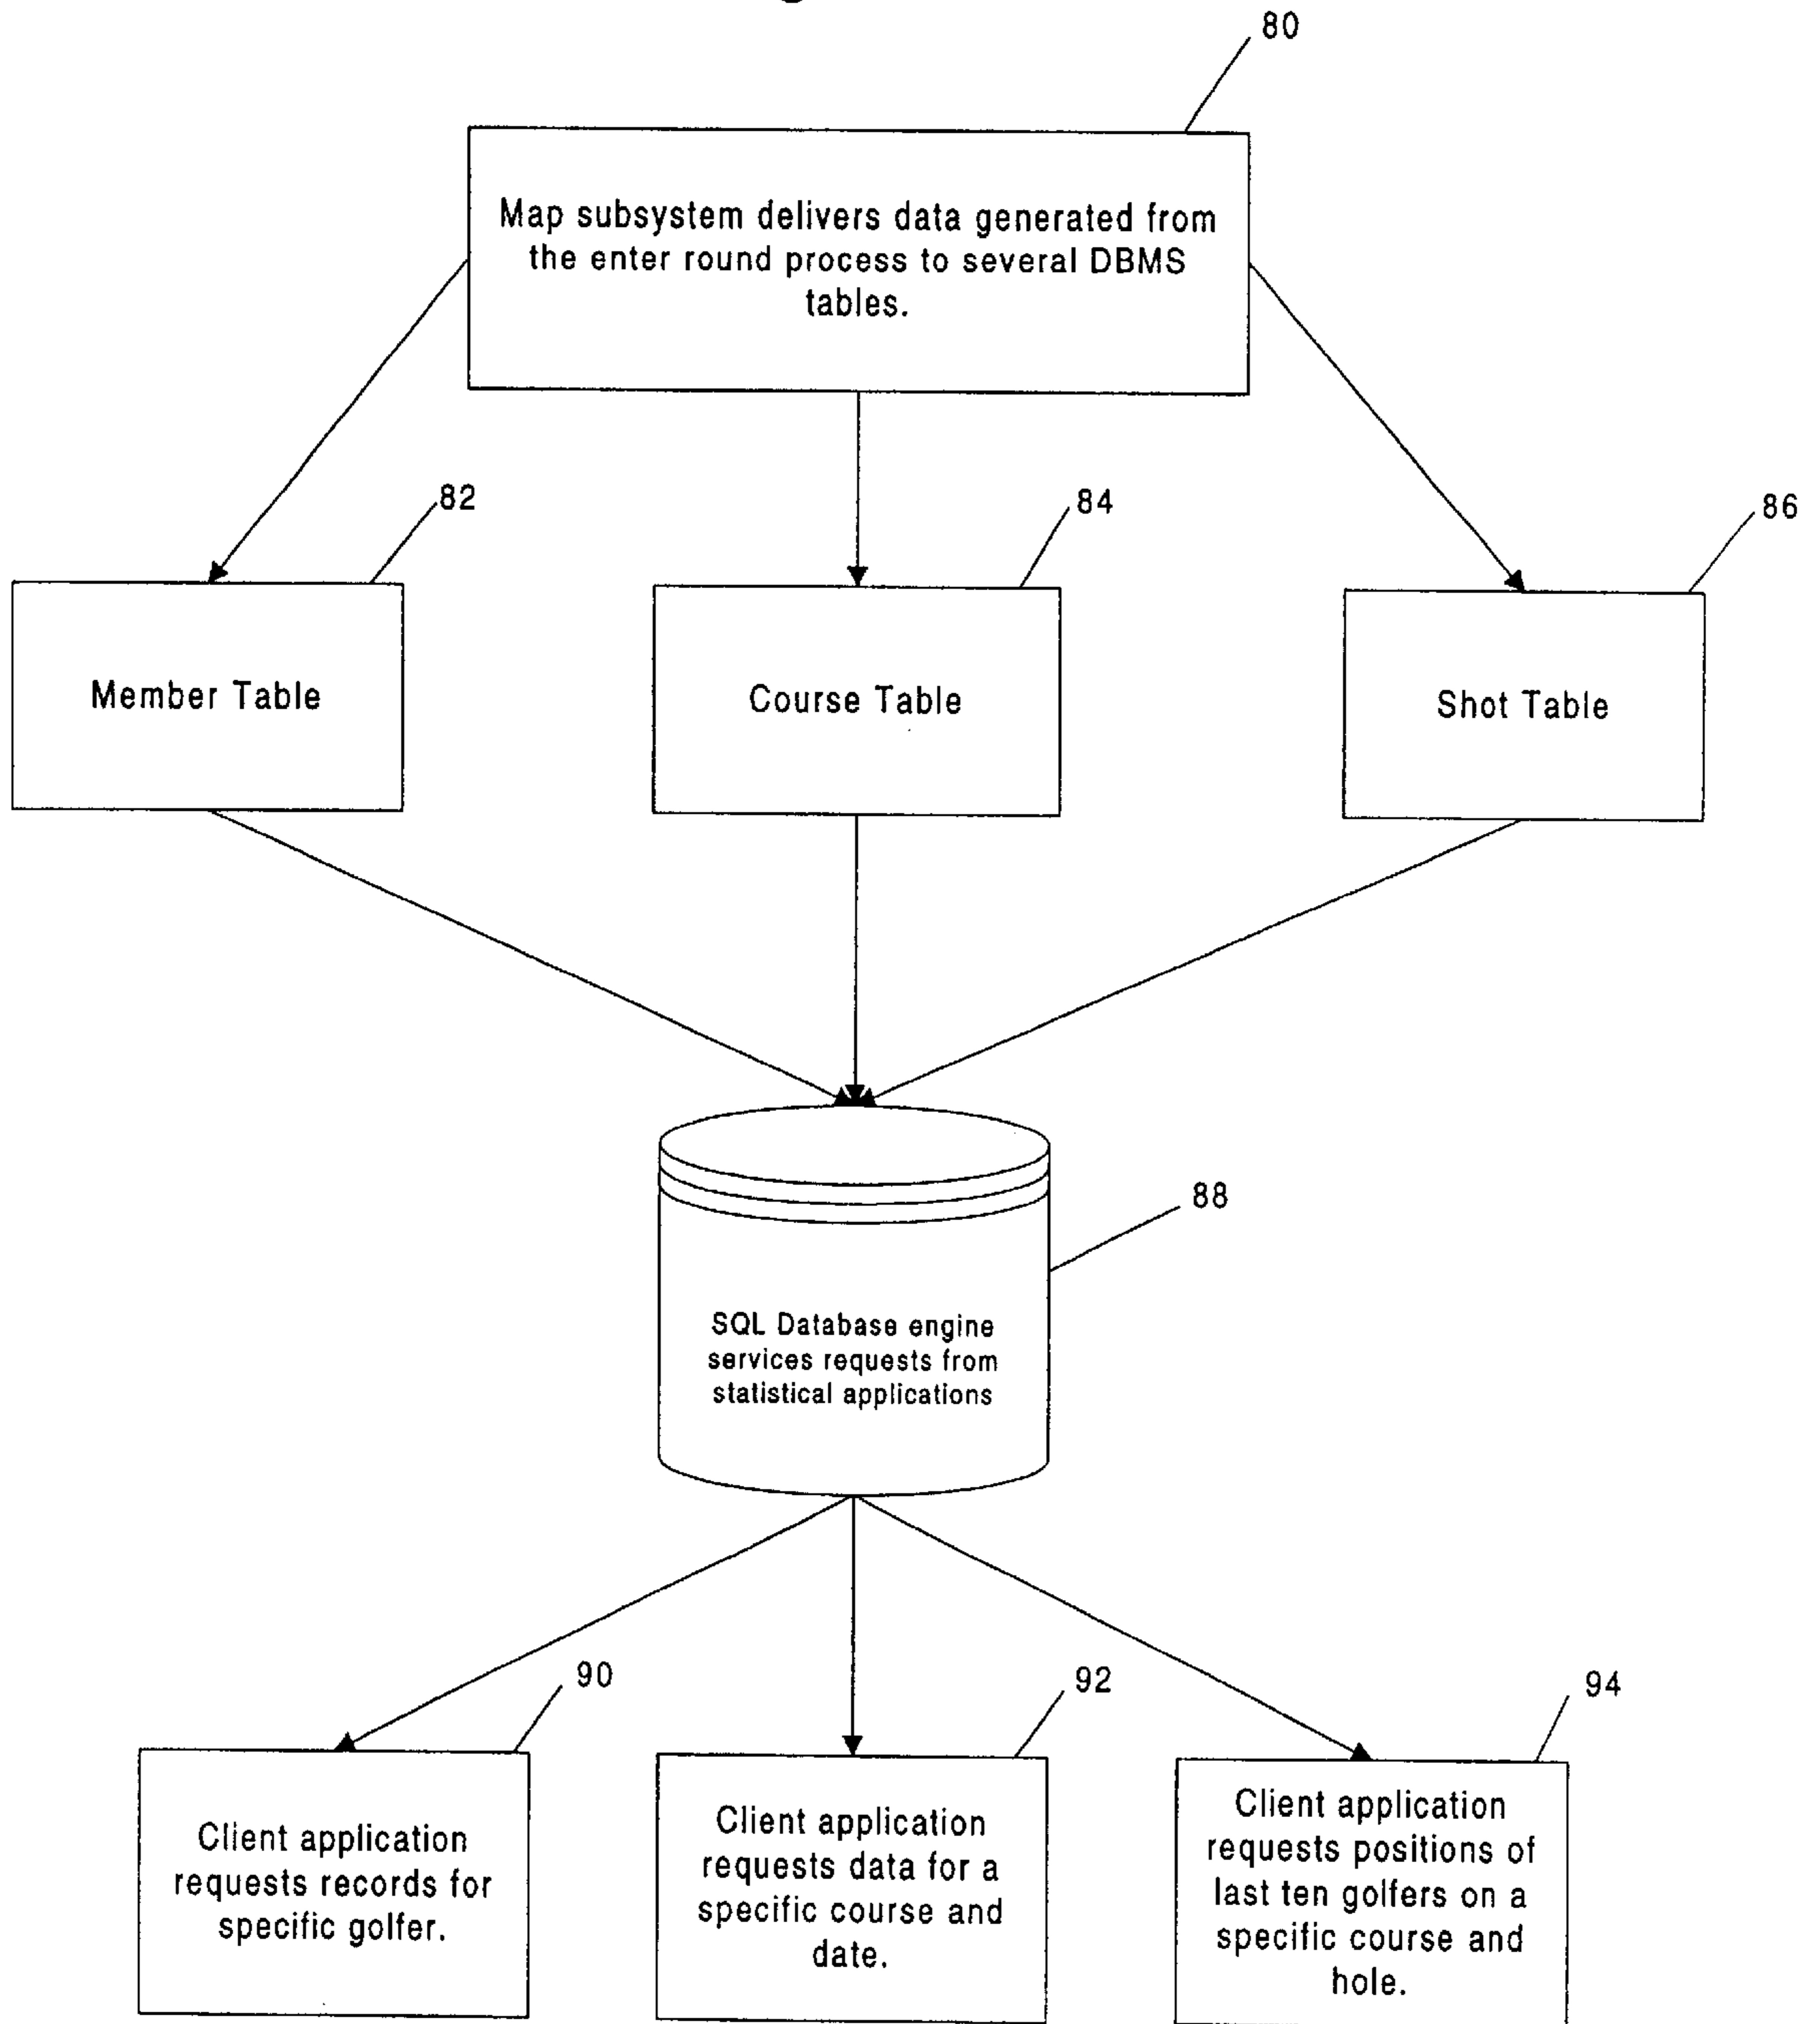 80
Map subsystem delivers data generated from
the enter round process to several DBMS
tables.
82
84
86
Member Table
Course Table
Shot Table
88
SQL Database engine
services requests from
statistical applications
90
92
94
Client application
requests records for
specific golfer.
Client application
requests data for a
specific course and
date.
Client application
requests positions of
last ten golfers on a
specific course and
hole.